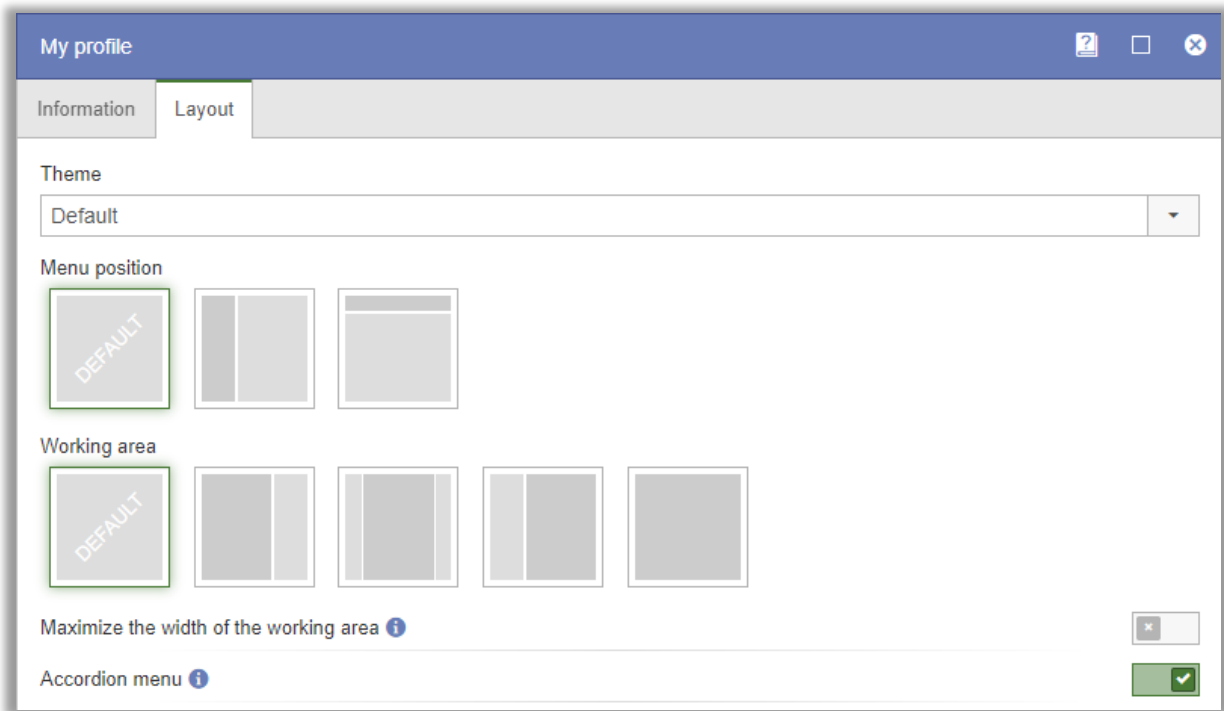 My profile
Information Layout
Theme
Default
Menu position
DEFAULT
Working area
DEFAULT
Maximize the width of the working area
Accordion menu